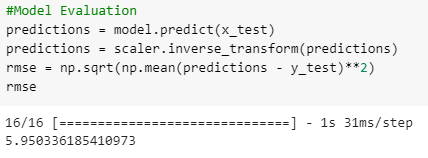 #Model Evaluation
predictions = model.predict(x_test)
predictions = scaler.inverse_transform(predictions)
rmse = np.sqrt(np.mean(predictions - y_test)**2)
rmse
16/16 [==============================] - 1s 31ms/step
5.950336185410973